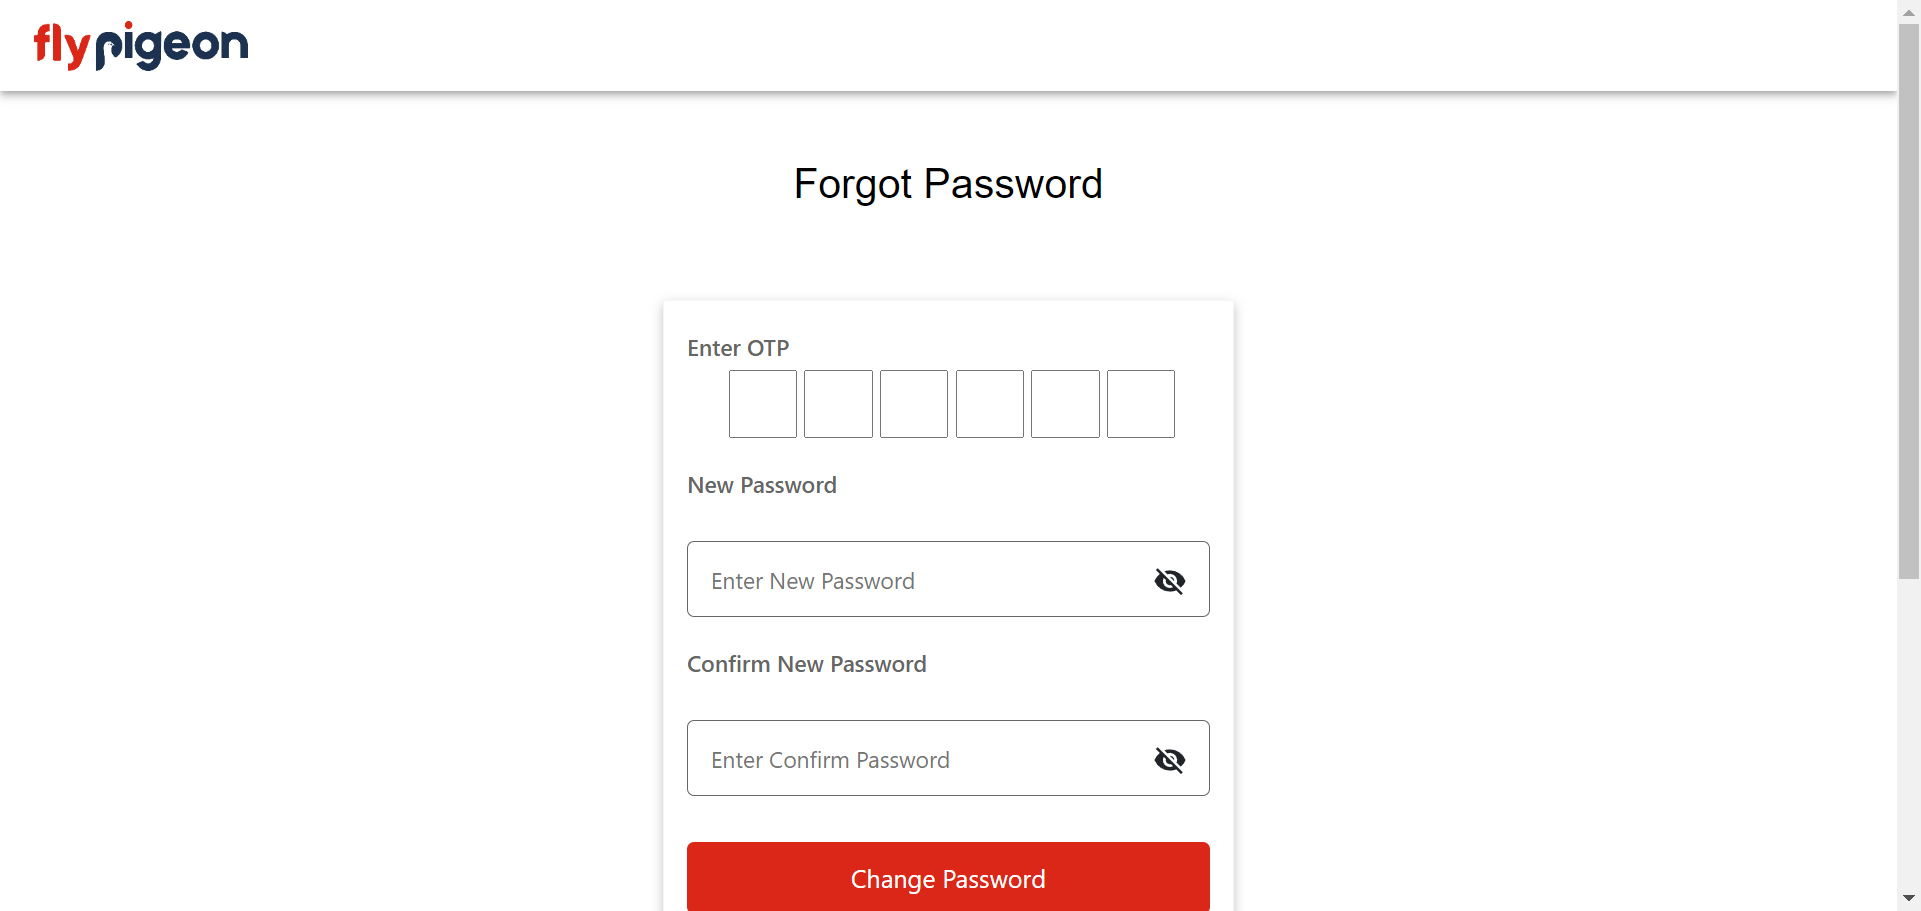 flypigeon
Forgot Password
Enter OTP
New Password
Enter New Password
Confirm New Password
Enter Confirm Password
Change Password